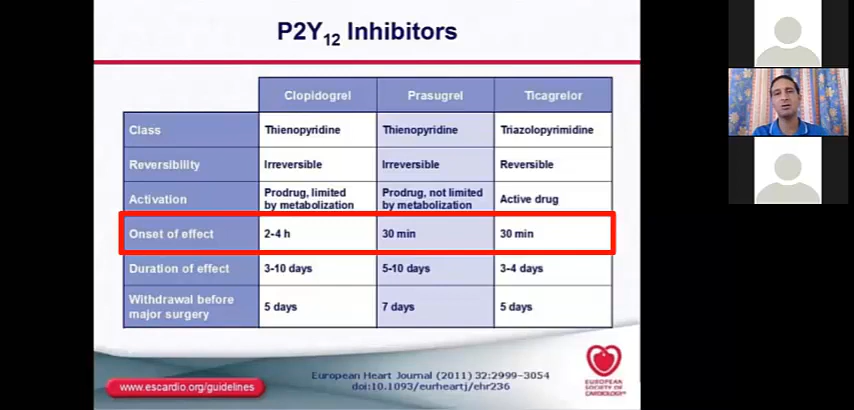 P2Y12 Inhibitors
Clopidogrel Prasugrel Ticagrelor
Class Thienopyridine Thienopyridine Triazolopyrimidine
Reversibility Irreversible Irreversible Reversible
Activation Prodrug, limited by metabolization Prodrug, not limited by metabolization Active drug
Onset of effect 2-4 h 30 min 30 min
Duration of effect 3-10 days 5-10 days 3-4 days
Withdrawal before major surgery 5 days 7 days 5 days
European Heart Journal (2011) 32:2999-3054
doi:10.1093/eurheartj/ehr236
www.escardio.org/guidelines
EUROPEAN
SOCIETY OF
CARDIOLOGY®